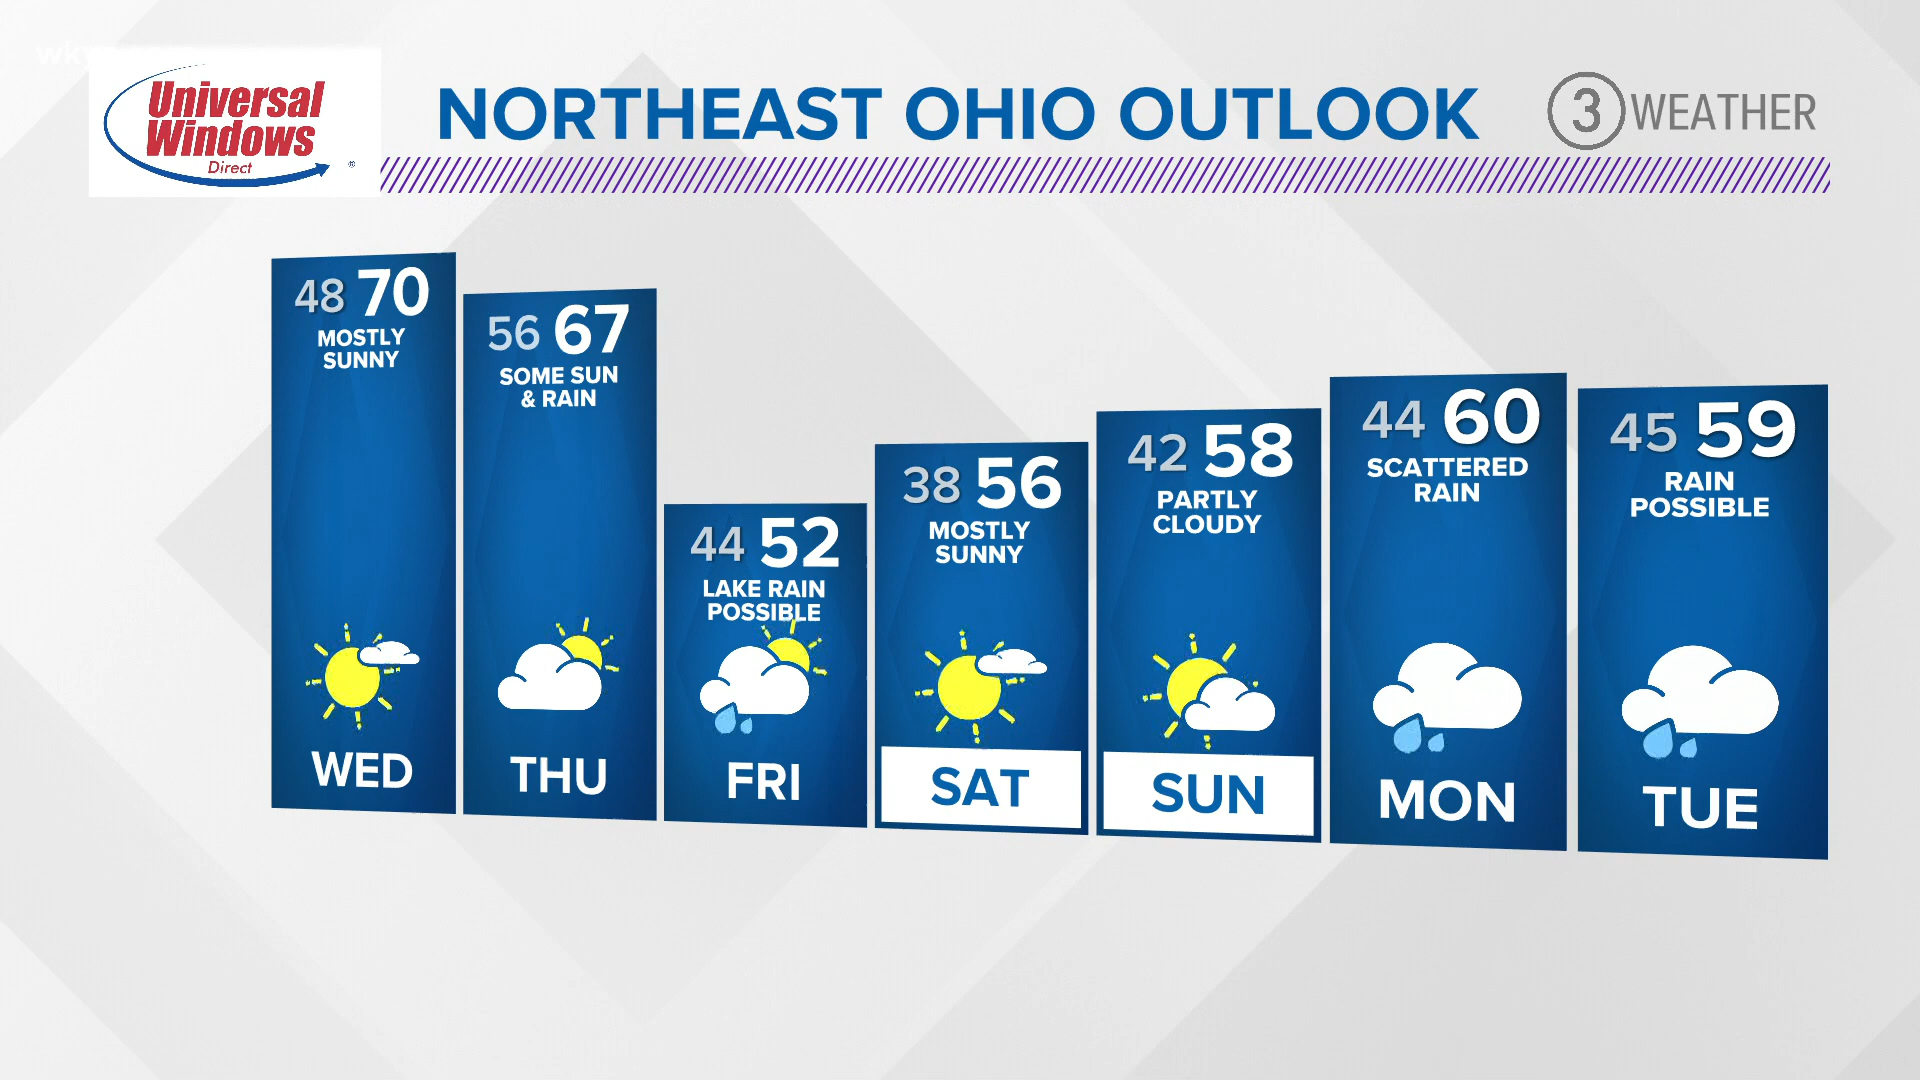 Universal
Windows
Direct
®
NORTHEAST OHIO OUTLOOK
3 WEATHER
48 70
MOSTLY
SUNNY
WED
56 67
SOME SUN
& RAIN
THU
44 52
LAKE RAIN
POSSIBLE
FRI
38 56
MOSTLY
SUNNY
SAT
42 58
PARTLY
CLOUDY
SUN
44 60
SCATTERED
RAIN
MON
45 59
RAIN
POSSIBLE
TUE